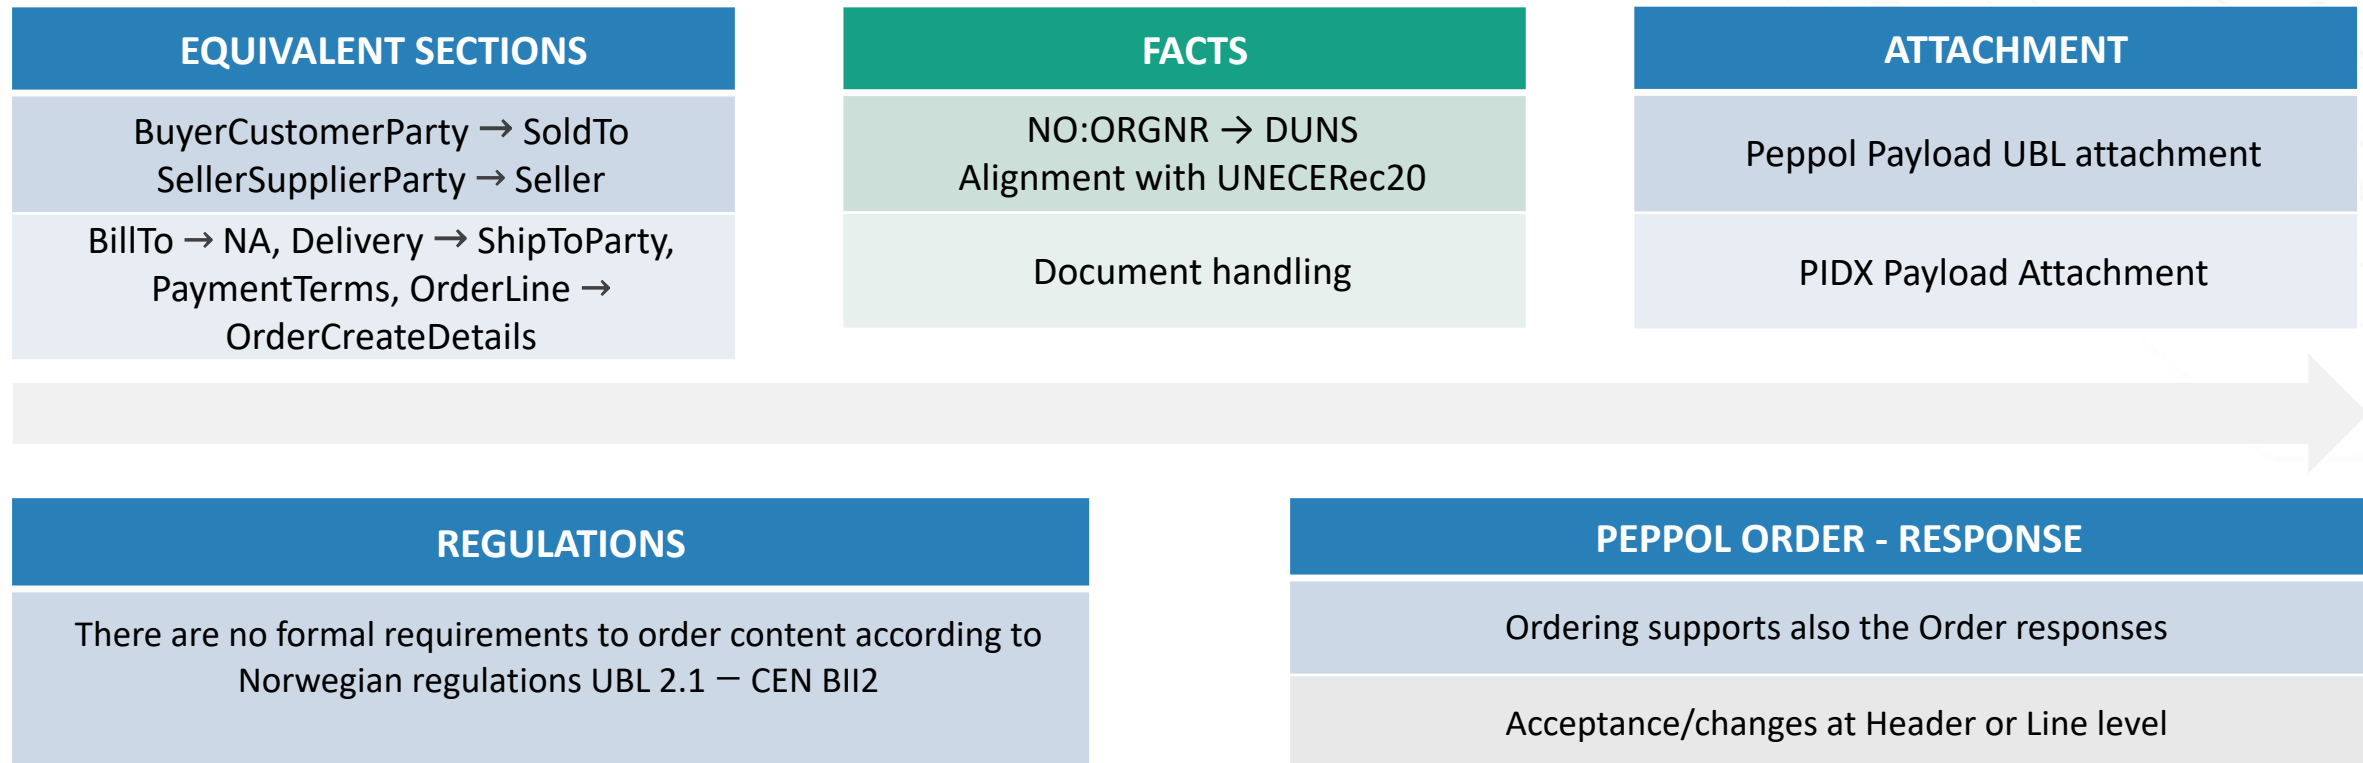 EQUIVALENT SECTIONS
BuyerCustomerParty → SoldTo
SellerSupplierParty → Seller
BillTo → NA, Delivery → ShipToParty,
PaymentTerms, OrderLine →
OrderCreateDetails
FACTS
NO:ORGNR → DUNS
Alignment with UNECERec20
Document handling
ATTACHMENT
Peppol Payload UBL attachment
PIDX Payload Attachment
REGULATIONS
There are no formal requirements to order content according to
Norwegian regulations UBL 2.1 – CEN BII2
PEPPOL ORDER - RESPONSE
Ordering supports also the Order responses
Acceptance/changes at Header or Line level